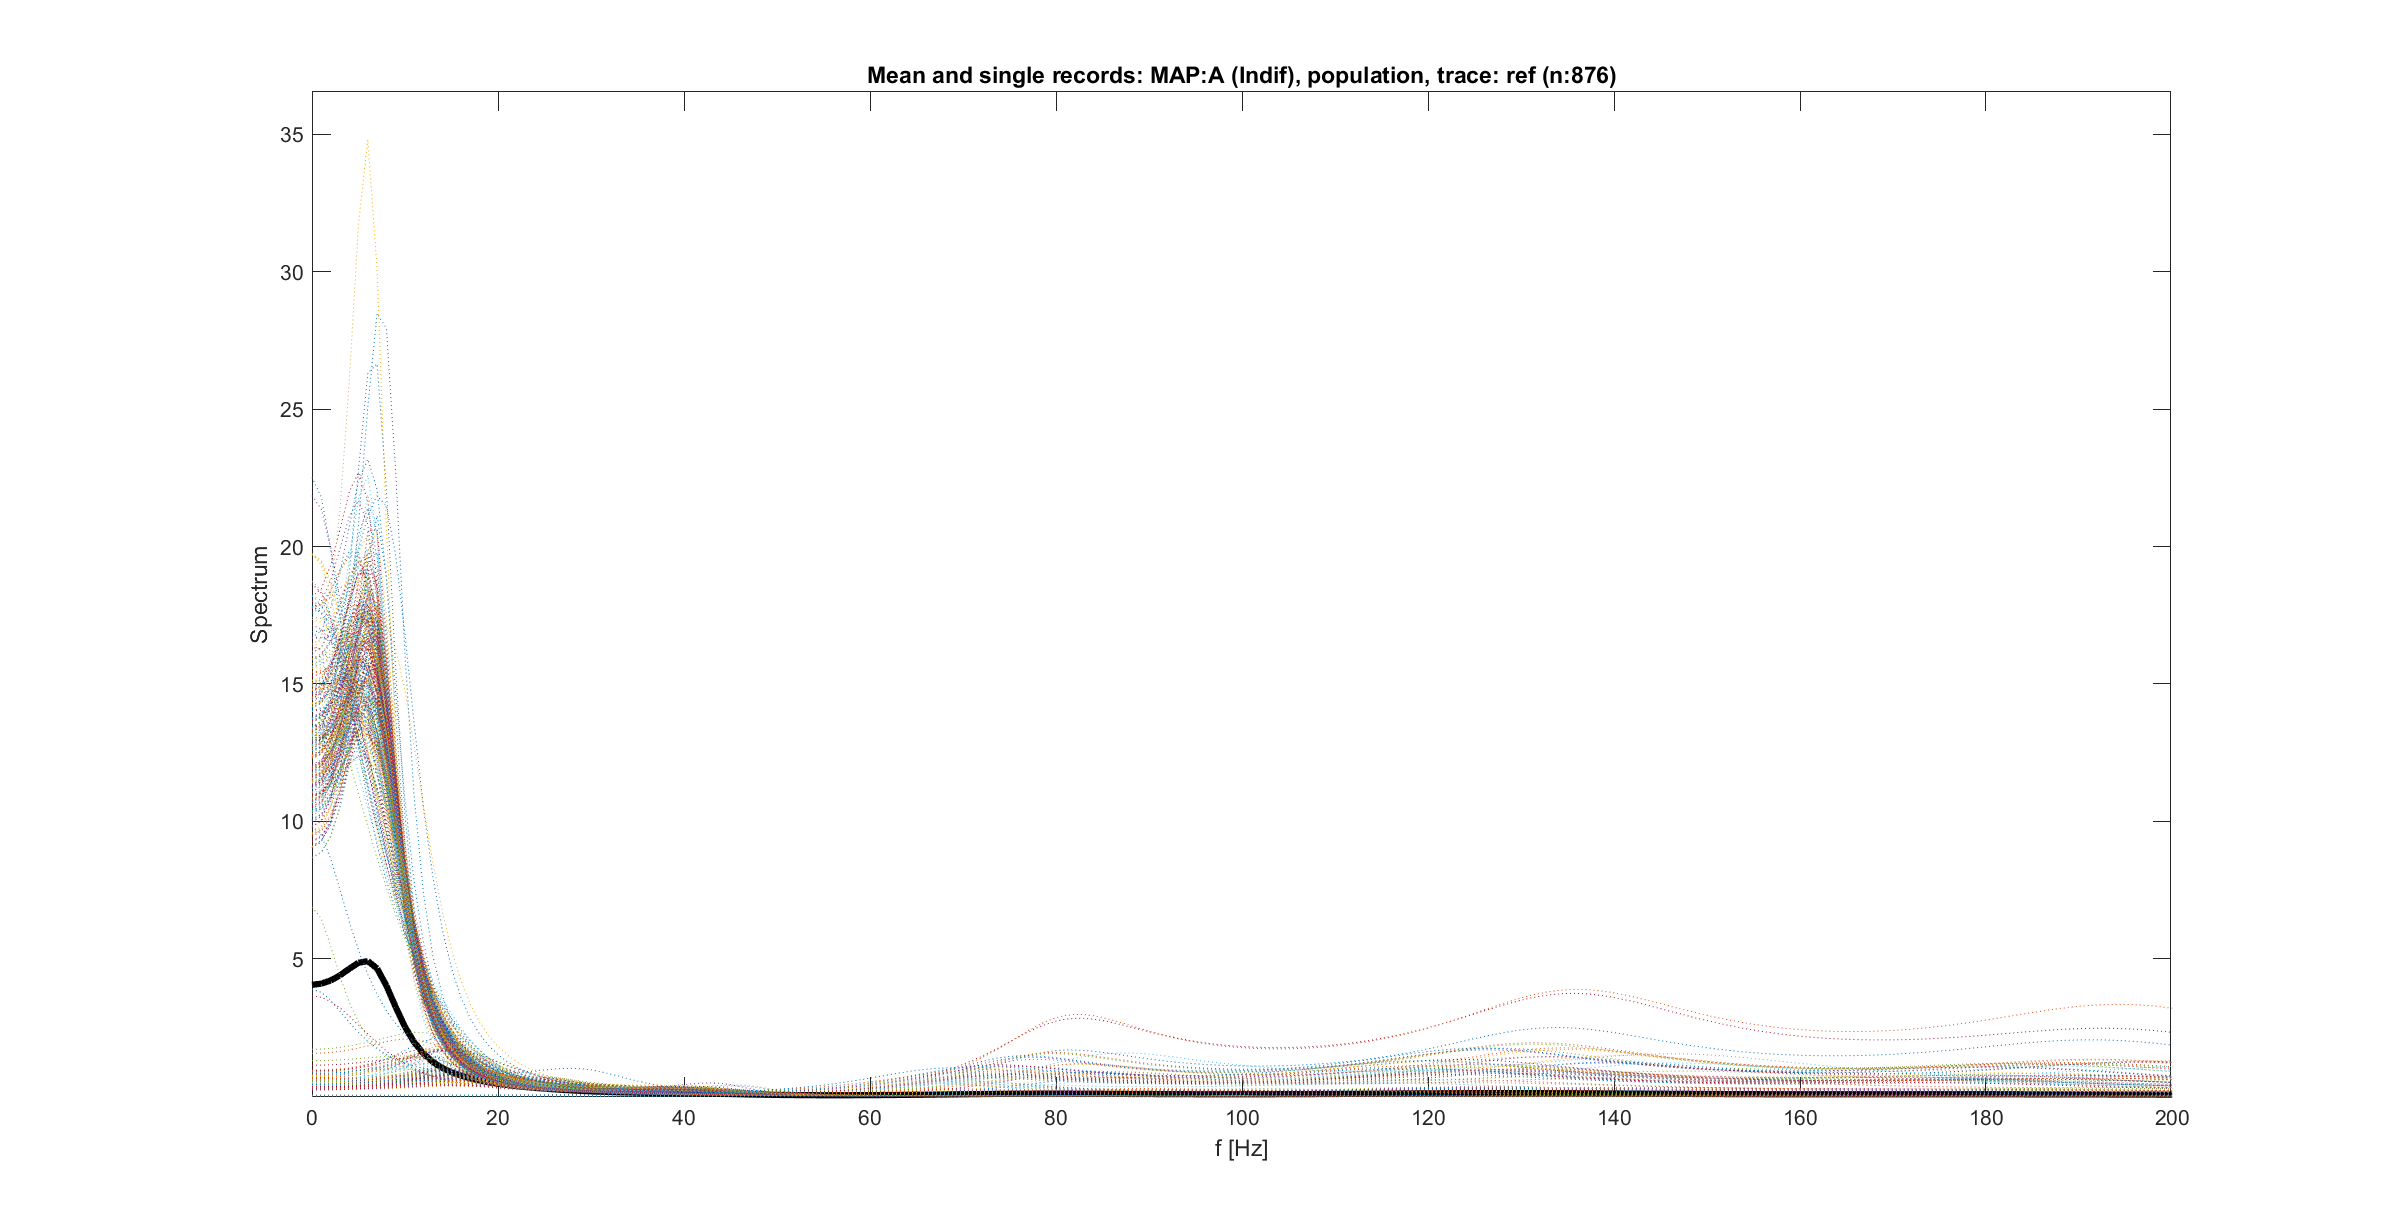 Mean and single records: MAP:A (Indif), population, trace: ref (n:876)
35
30
25
20
15
10
5
Spectrum
0 20 40 60 80 100 120 140 160 180 200
f [Hz]